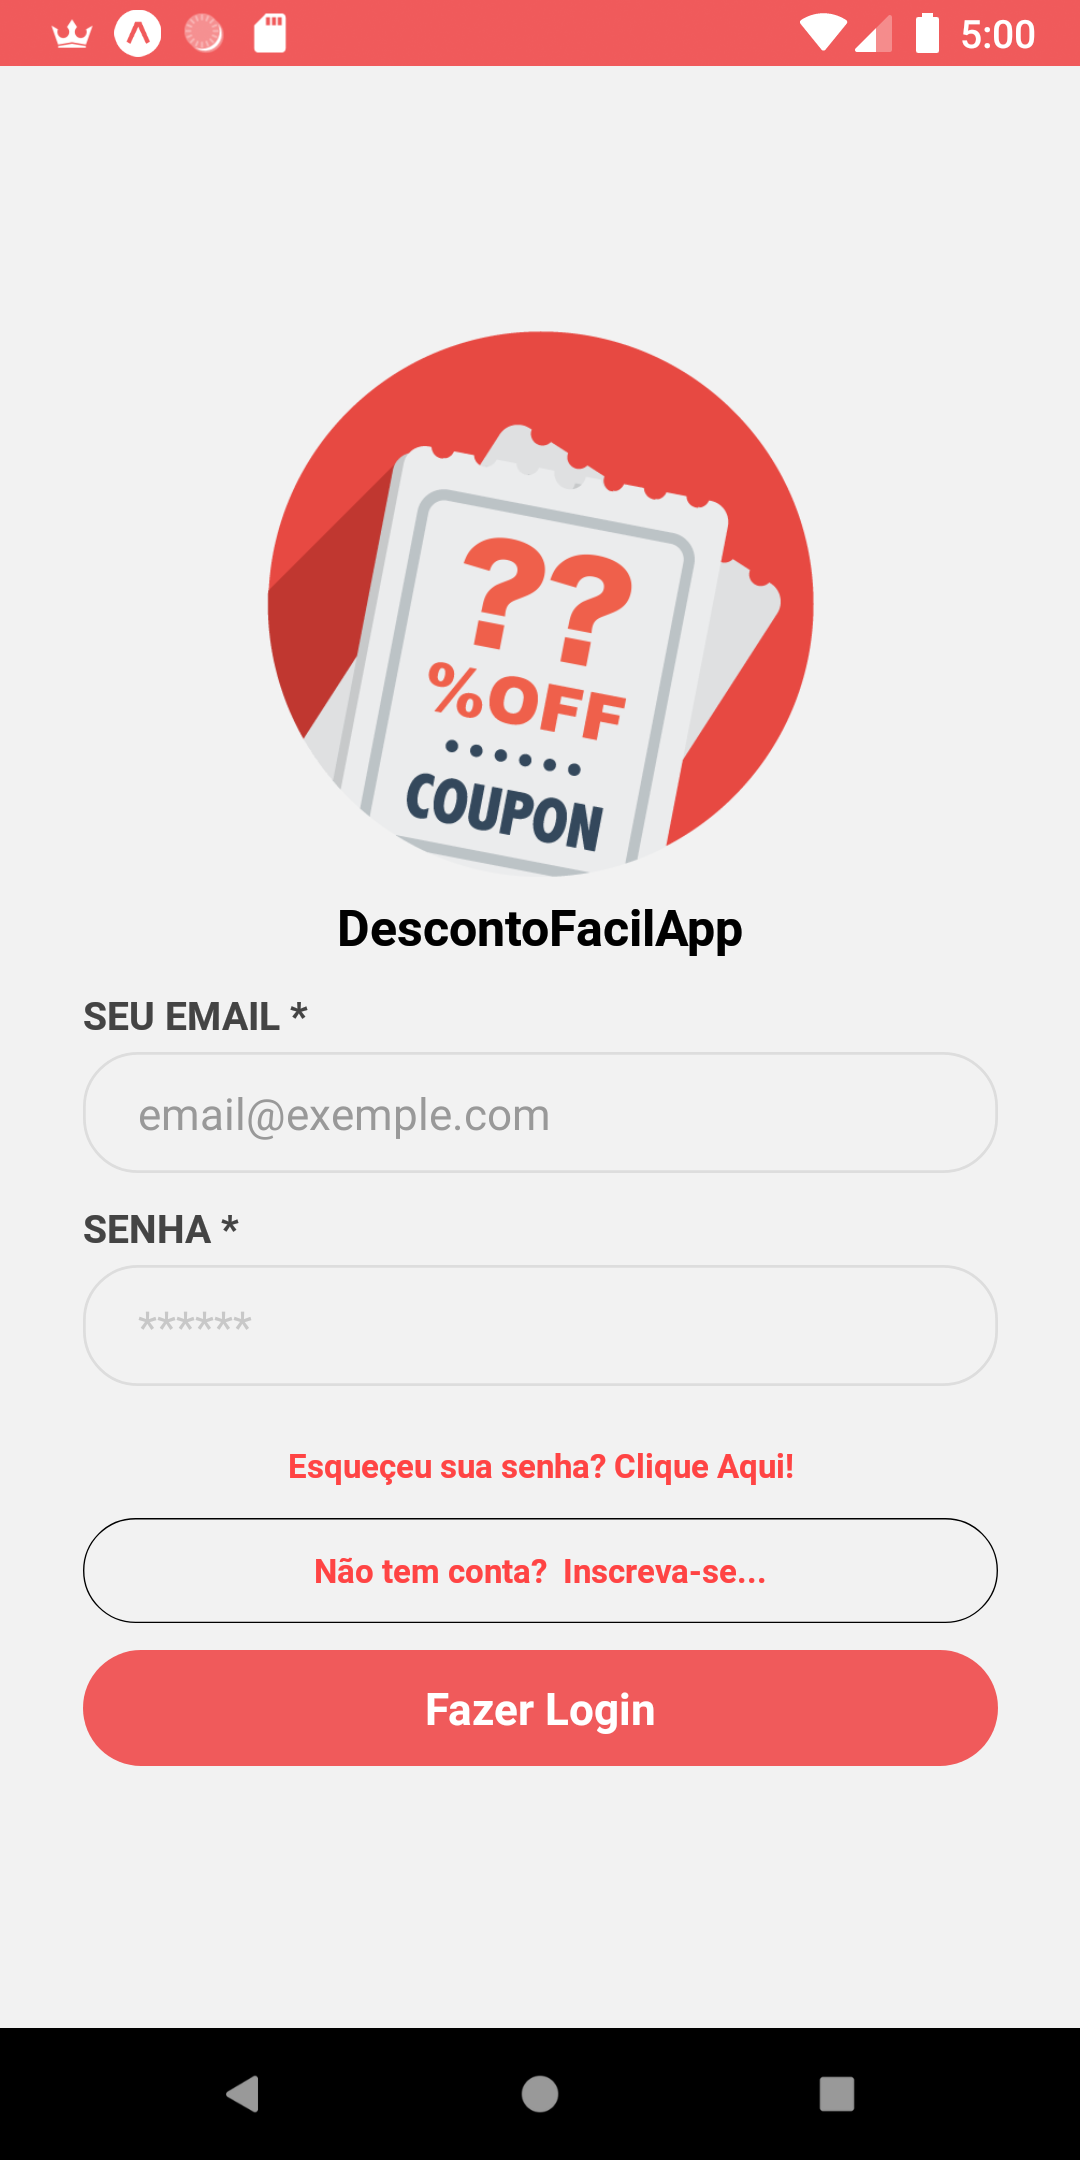 5:00
??
%OFF
COUPON
DescontoFacilApp
SEU EMAIL *
email@exemple.com
SENHA *
******
Esqueçeu sua senha? Clique Aqui!
Não tem conta?  Inscreva-se...
Fazer Login